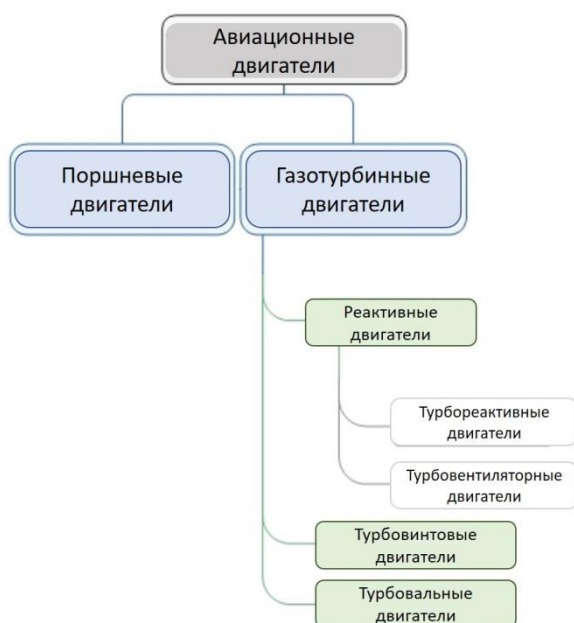 Авиационные
двигатели
Поршневые
двигатели
Газотурбинные
двигатели
Реактивные
двигатели
Турбореактивные
двигатели
Турбовентиляторные
двигатели
Турбовинтовые
двигатели
Турбовальные
двигатели